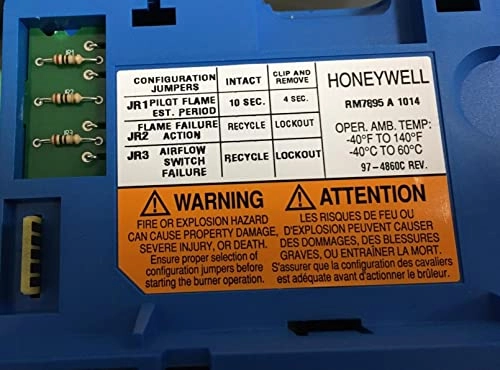 JR1
JR2
JR3
CONFIGURATION JUMPERS INTACT CLIP AND REMOVE
JR1 PILOT FLAME EST. PERIOD 10 SEC. 4 SEC.
JR2 FLAME FAILURE ACTION RECYCLE LOCKOUT
JR3 AIRFLOW SWITCH FAILURE RECYCLE LOCKOUT
HONEYWELL
RM7895 A 1014
OPER. AMB. TEMP:
-40°F TO 140°F
-40°C TO 60°C
97-4860C REV.
WARNING
FIRE OR EXPLOSION HAZARD
CAN CAUSE PROPERTY DAMAGE,
SEVERE INJURY, OR DEATH.
Ensure proper selection of
configuration jumpers before
starting the burner operation.
ATTENTION
LES RISQUES DE FEU OU
D'EXPLOSION PEUVENT CAUSER
DES DOMMAGES, DES BLESSURES
GRAVES, OU ENTRAÎNER LA MORT.
S'assurer que la configuration des cavaliers
est adéquate avant d'actionner le brûleur.